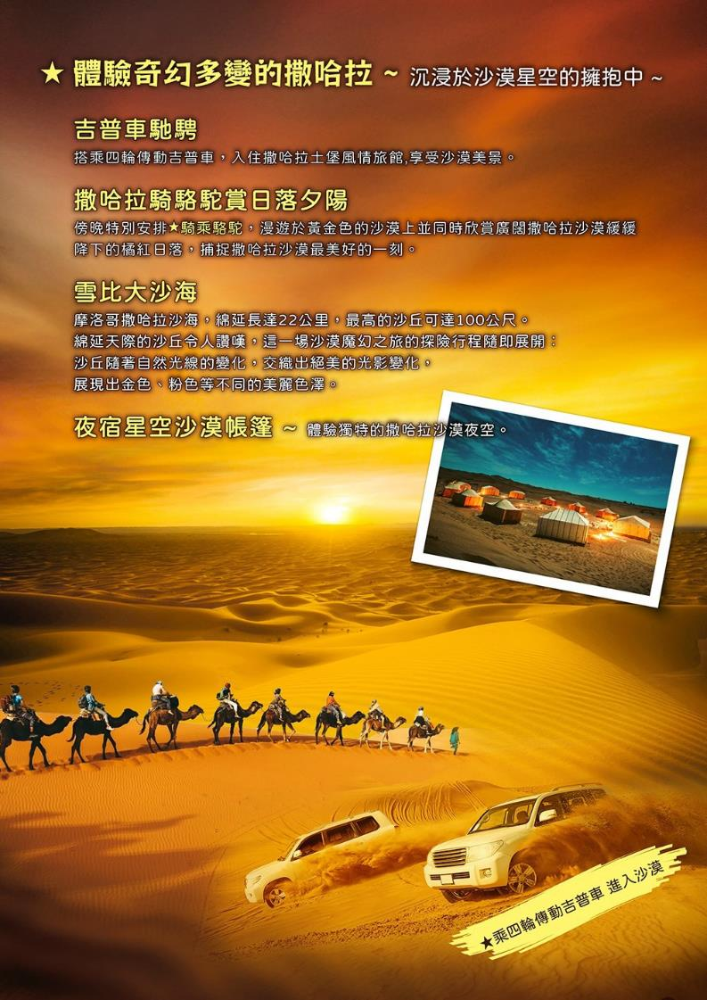 ★ 體驗奇幻多變的撒哈拉 ~ 沉浸於沙漠星空的擁抱中 ~
吉普車馳騁
搭乘四輪傳動吉普車，入住撒哈拉土堡風情旅館,享受沙漠美景。
撒哈拉騎駱駝賞日落夕陽
傍晚特別安排★騎乘駱駝，漫遊於黃金色的沙漠上並同時欣賞廣闊撒哈拉沙漠緩緩
降下的橘紅日落，捕捉撒哈拉沙漠最美好的一刻。
雪比大沙海
摩洛哥撒哈拉沙海，綿延長達22公里，最高的沙丘可達100公尺。
綿延天際的沙丘令人讚嘆，這一場沙漠魔幻之旅的探險行程隨即展開：
沙丘隨著自然光線的變化，交織出絕美的光影變化，
展現出金色、粉色等不同的美麗色澤。
夜宿星空沙漠帳篷 ~ 體驗獨特的撒哈拉沙漠夜空。
★乘四輪傳動吉普車 進入沙漠